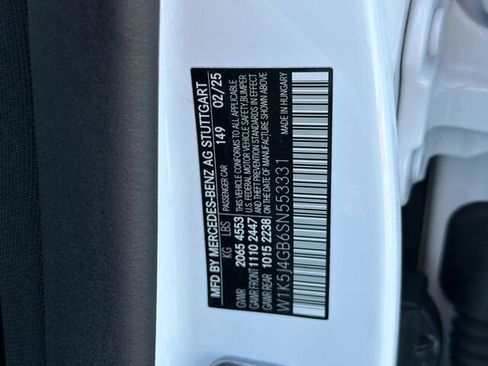 MFD BY MERCEDES-BENZ AG STUTTGART
PASSENGER CAR 149 02/25
KG LBS
GVWR 2065 4553
GAWR FRONT 1110 2447
GAWR REAR 1015 2238
THIS VEHICLE CONFORMS TO ALL APPLICABLE
U.S. FEDERAL MOTOR VEHICLE SAFETY, BUMPER
AND THEFT PREVENTION STANDARDS IN EFFECT
ON THE DATE OF MANUFACTURE SHOWN ABOVE
MADE IN HUNGARY
W1K5J4GB6SN553331